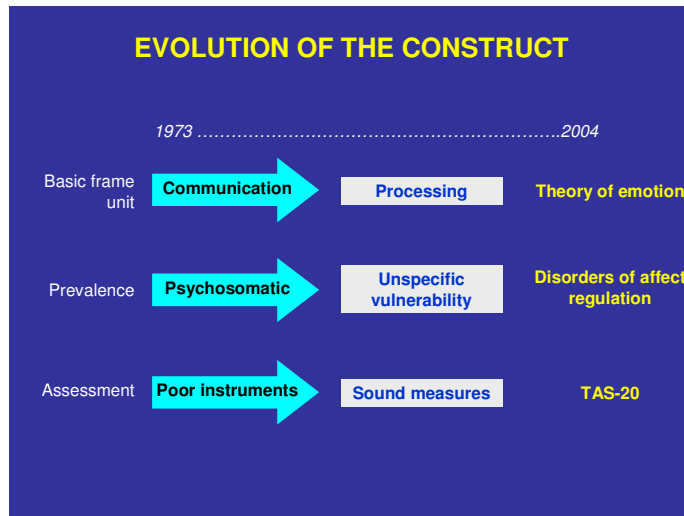 EVOLUTION OF THE CONSTRUCT
1973 …………………………………………………………..2004
Basic frame
unit
Communication
Processing
Theory of emotion
Prevalence
Psychosomatic
Unspecific
vulnerability
Disorders of affect
regulation
Assessment
Poor instruments
Sound measures
TAS-20